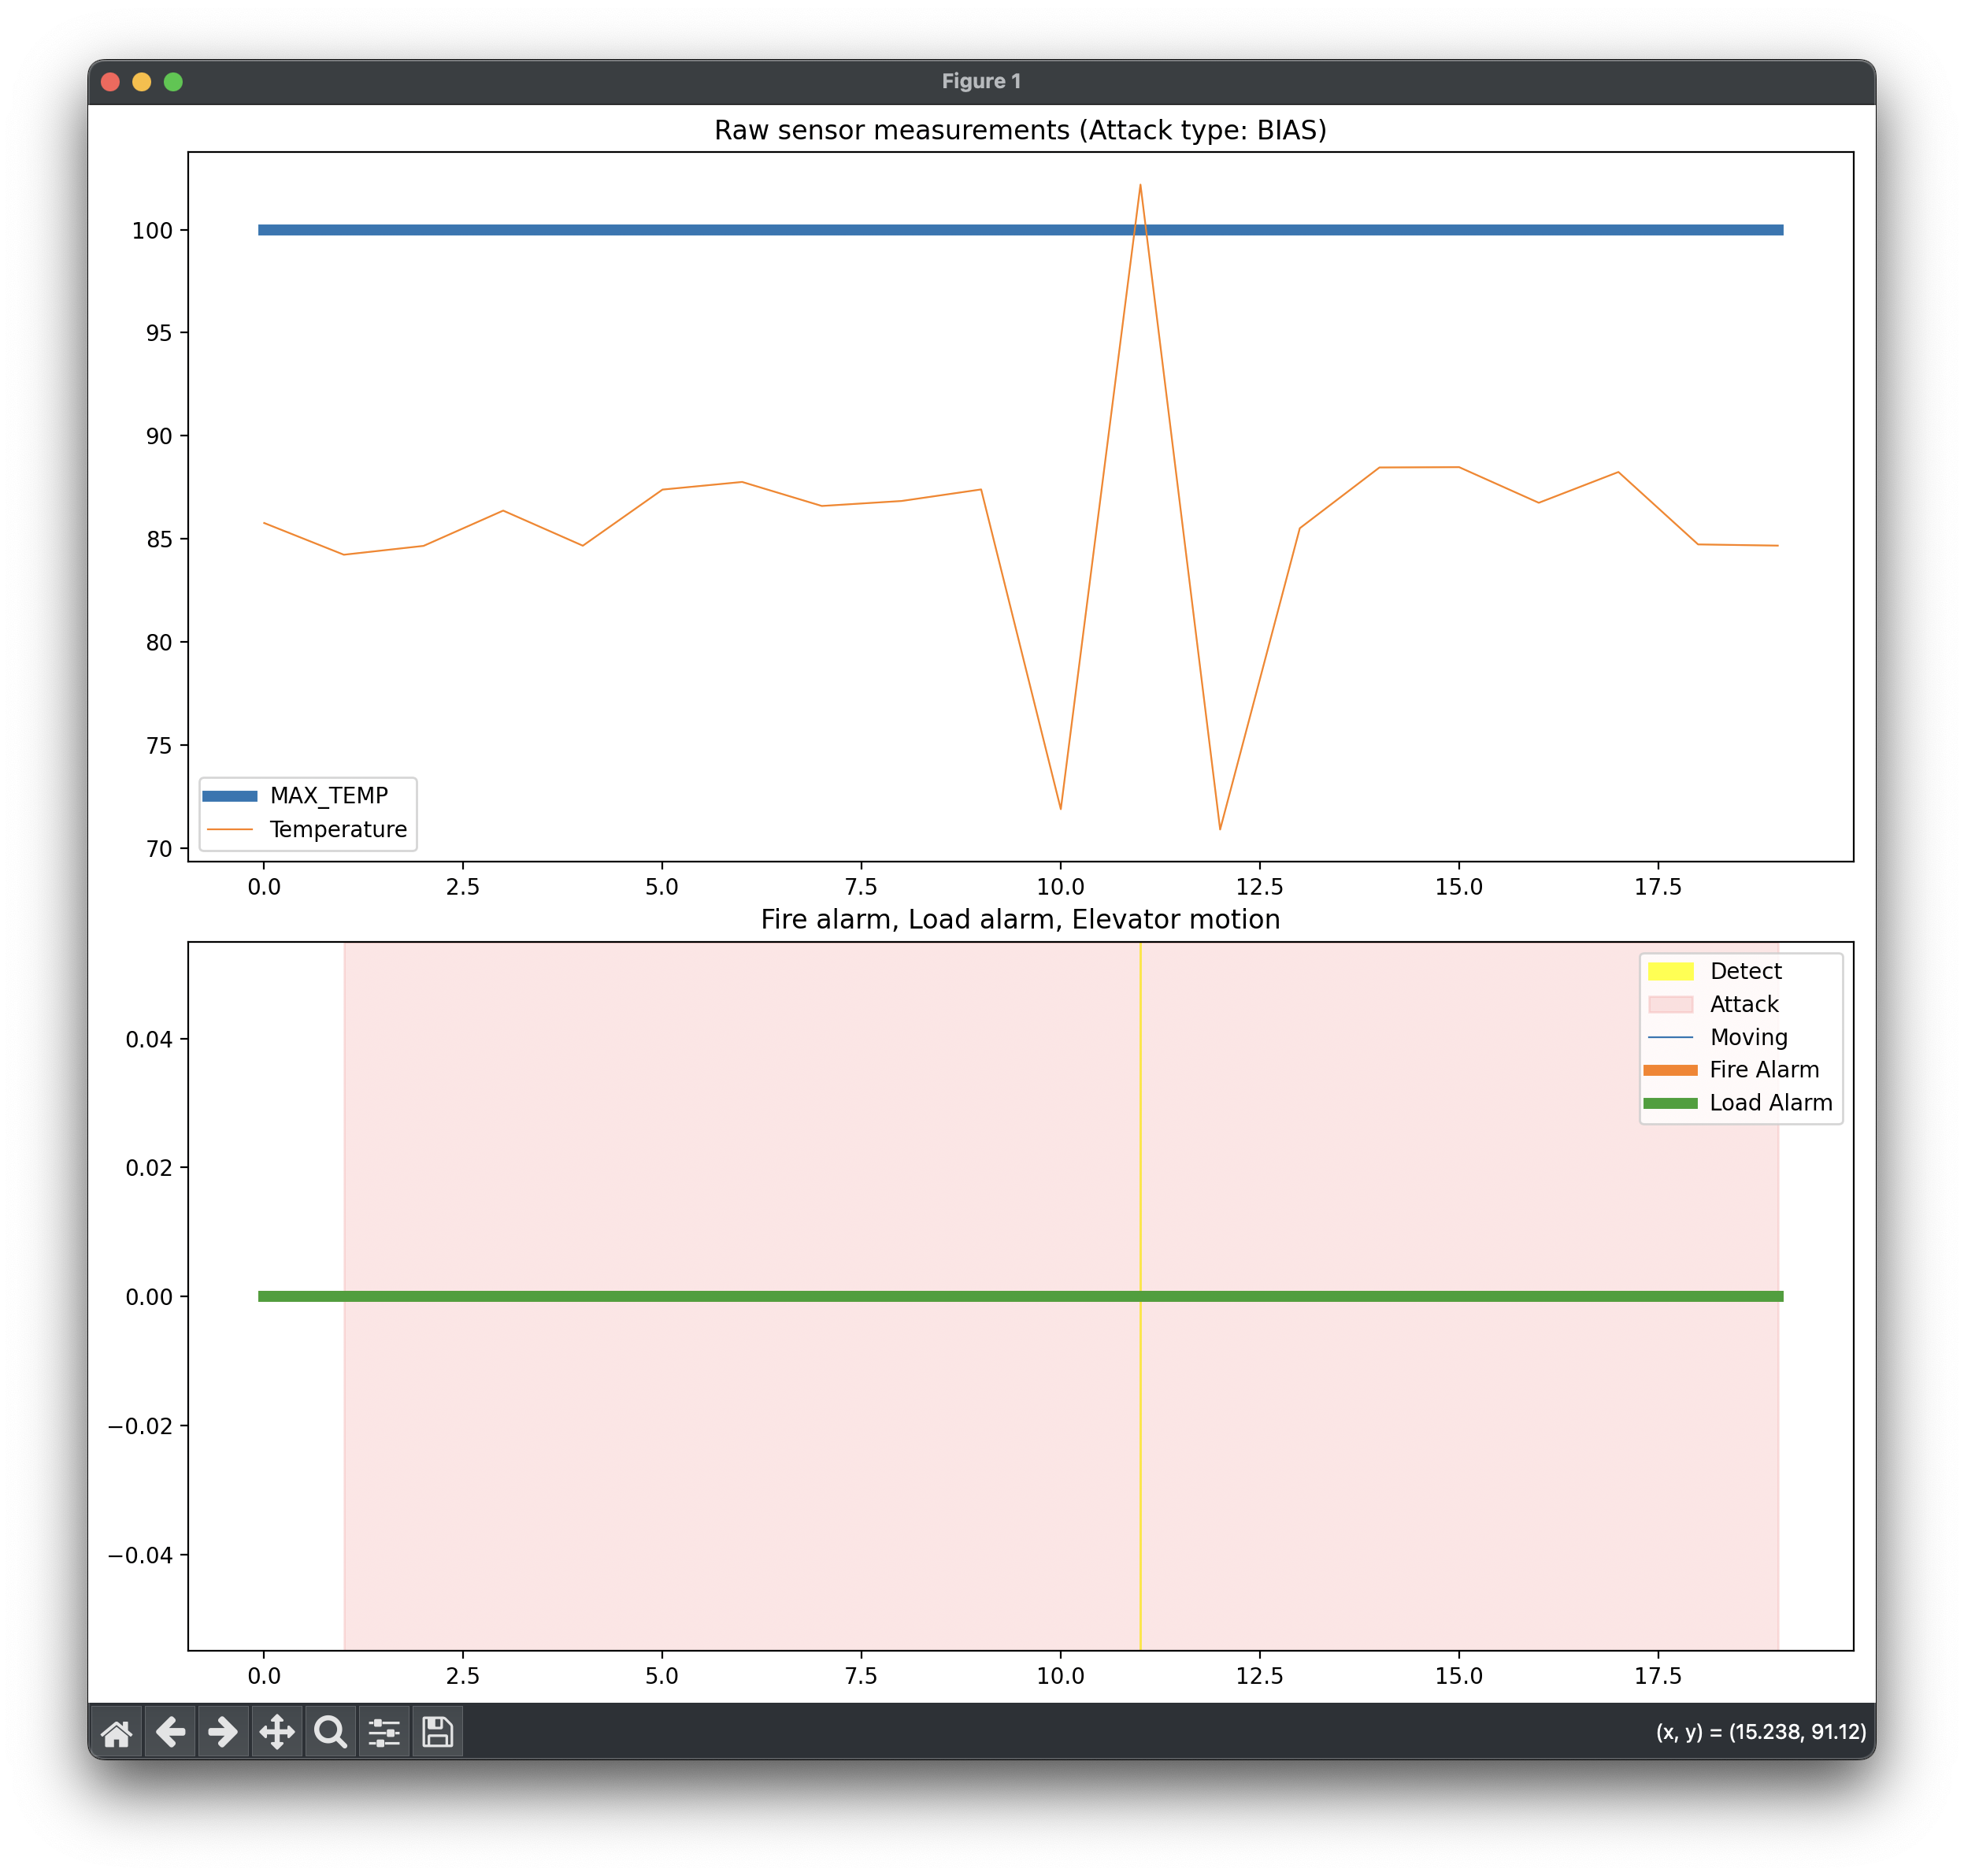 Figure 1
Raw sensor measurements (Attack type: BIAS)
100
95
90
85
80
75
70
MAX_TEMP
Temperature
0.0 2.5 5.0 7.5 10.0 12.5 15.0 17.5
Fire alarm, Load alarm, Elevator motion
0.04
0.02
0.00
−0.02
−0.04
Detect
Attack
Moving
Fire Alarm
Load Alarm
0.0 2.5 5.0 7.5 10.0 12.5 15.0 17.5
(x, y) = (15.238, 91.12)